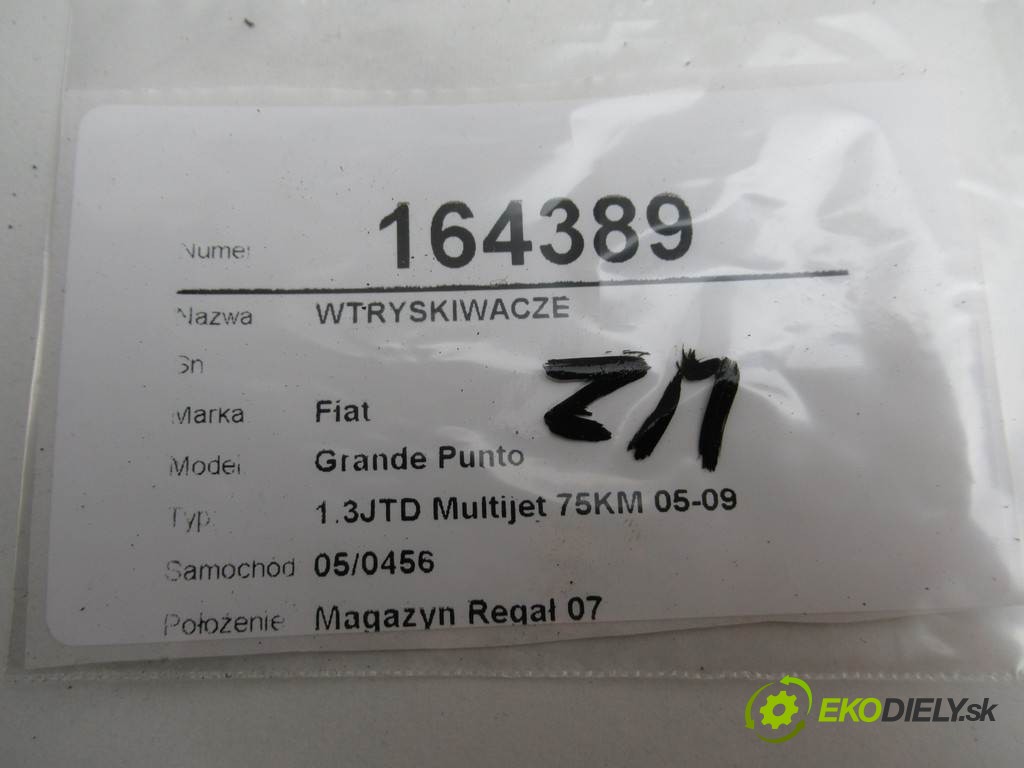 Numer 164389
Nazwa WTRYSKIWACZE
Sn
Marka Fiat
Model Grande Punto
Typ 1.3JTD Multijet 75KM 05-09
Samochód 05/0456
Położenie Magazyn Regał 07
EKODIELY.sk